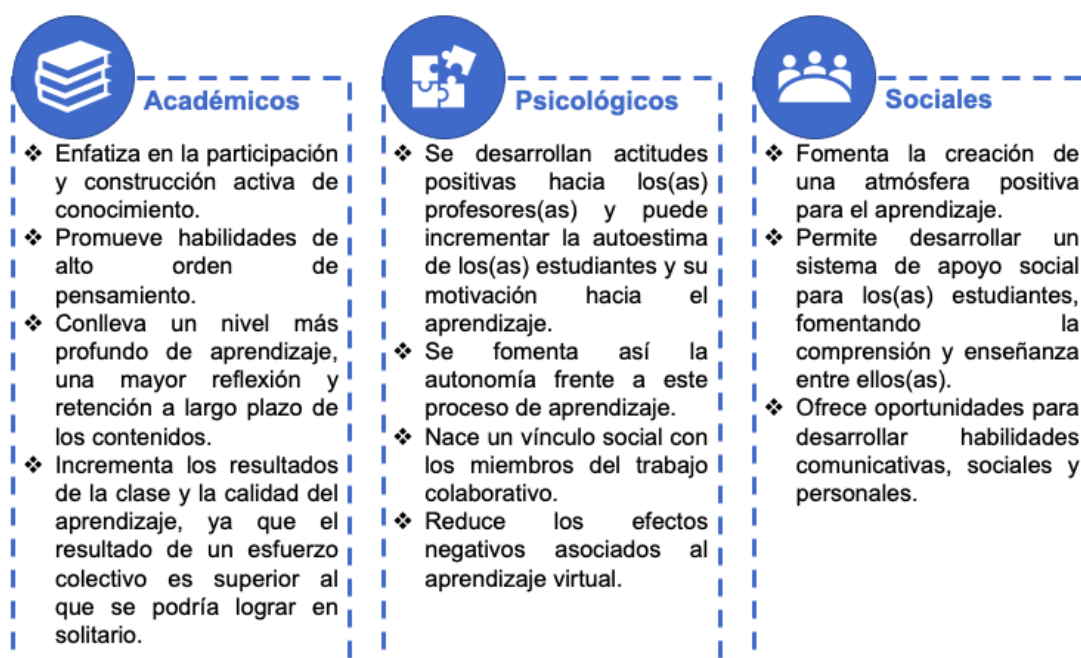 Académicos
❖ Enfatiza en la participación
y construcción activa de
conocimiento.
❖ Promueve habilidades de
alto orden de
pensamiento.
❖ Conlleva un nivel más
profundo de aprendizaje,
una mayor reflexión y
retención a largo plazo de
los contenidos.
❖ Incrementa los resultados
de la clase y la calidad del
aprendizaje, ya que el
resultado de un esfuerzo
colectivo es superior al
que se podría lograr en
solitario.
Psicológicos
❖ Se desarrollan actitudes
positivas hacia los(as)
profesores(as) y puede
incrementar la autoestima
de los(as) estudiantes y su
motivación hacia el
aprendizaje.
❖ Se fomenta así la
autonomía frente a este
proceso de aprendizaje.
❖ Nace un vínculo social con
los miembros del trabajo
colaborativo.
❖ Reduce los efectos
negativos asociados al
aprendizaje virtual.
Sociales
❖ Fomenta la creación de
una atmósfera positiva
para el aprendizaje.
❖ Permite desarrollar un
sistema de apoyo social
para los(as) estudiantes,
fomentando la
comprensión y enseñanza
entre ellos(as).
❖ Ofrece oportunidades para
desarrollar habilidades
comunicativas, sociales y
personales.